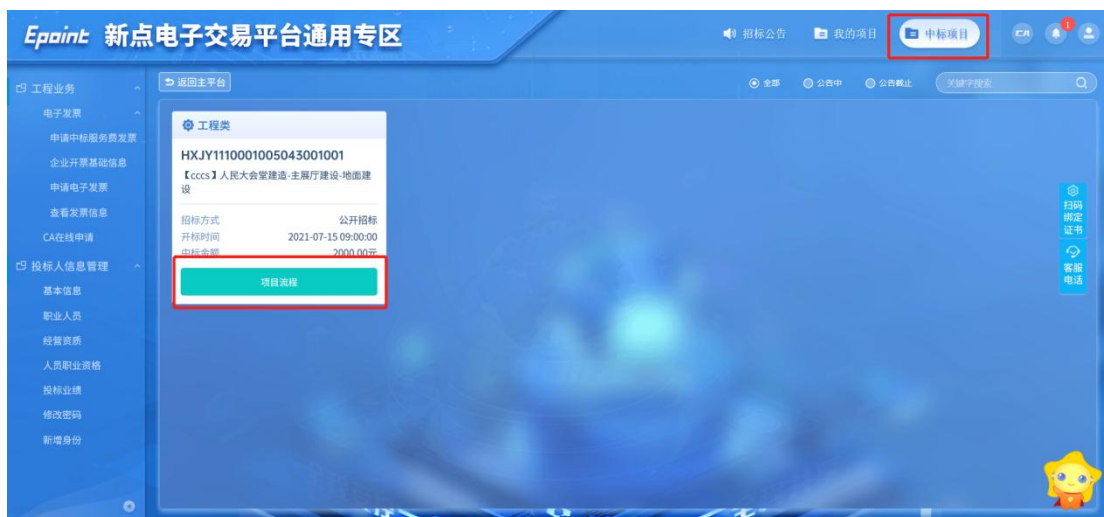 Epoint 新点电子交易平台通用专区
招标公告
我的项目
中标项目
CA
1
工程业务
电子发票
申请中标服务费发票
企业开票基础信息
申请电子发票
查看发票信息
CA在线申请
投标人信息管理
基本信息
职业人员
经营资质
人员职业资格
投标业绩
修改密码
新增身份
返回主平台
全部
公告中
公告截止
关键字搜索
工程类
HXJY1110001005043001001
【cccs】人民大会堂建造-主展厅建设-地面建
设
招标方式 公开招标
开标时间 2021-07-15 09:00:00
中标金额 2000.00元
项目流程
扫码
绑定
证书
客服
电话